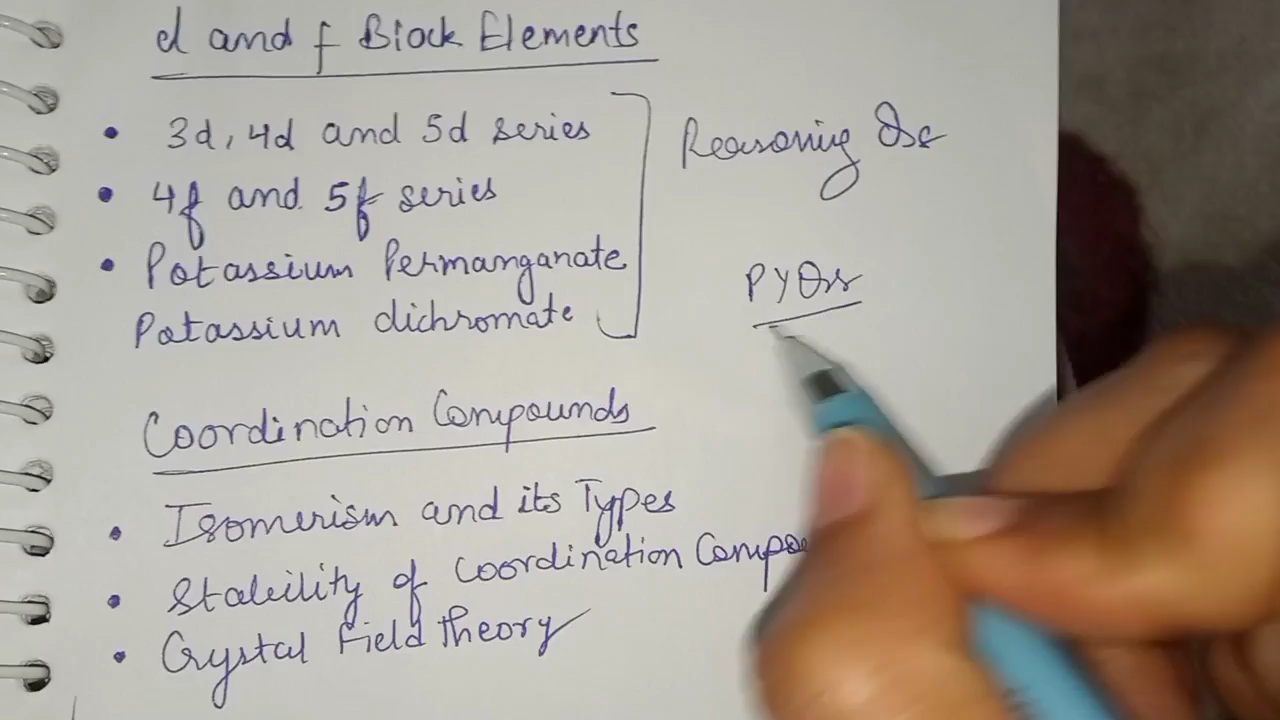 d and f Block Elements
• 3d, 4d and 5d series
• 4f and 5f series
• Potassium Permanganate
Potassium dichromate
Reasoning Qs
PYQs
Coordination Compounds
• Isomerism and its Types
• Stability of Coordination Compo
• Crystal Field theory